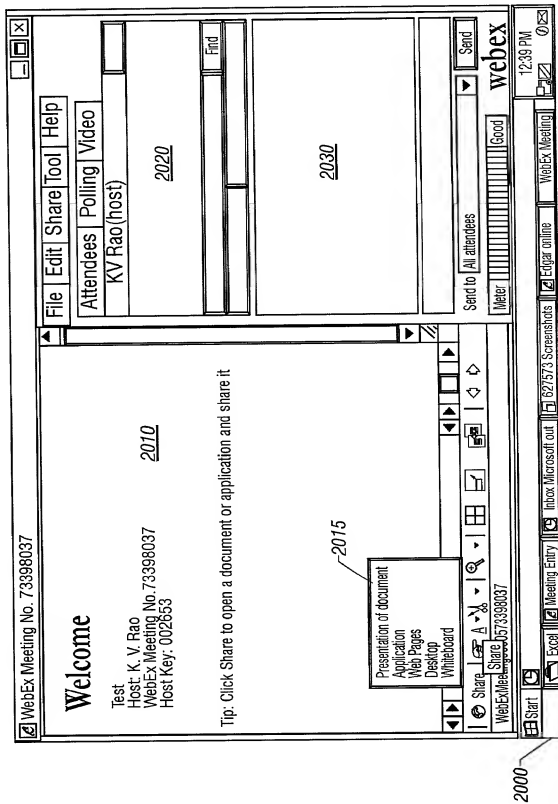 WebEx Meeting No. 73398037
Welcome
Test
Host: K. V. Rao
WebEx Meeting No. 73398037
Host Key: 002653
2010
Tip: Click Share to open a document or application and share it
2015
Presentation of document
Application
Web Pages
Desktop
Whiteboard
Share
A
Share
File Edit Share Tool Help
Attendees Polling Video
KV Rao (host)
2020
Find
2030
Send to All attendees
Send
Meter
Good
webex
Start
Excel
Meeting Entry
Inbox Microsoft out
627573 Screenshots
Edgar online
WebEx Meeting
12:39 PM
2000